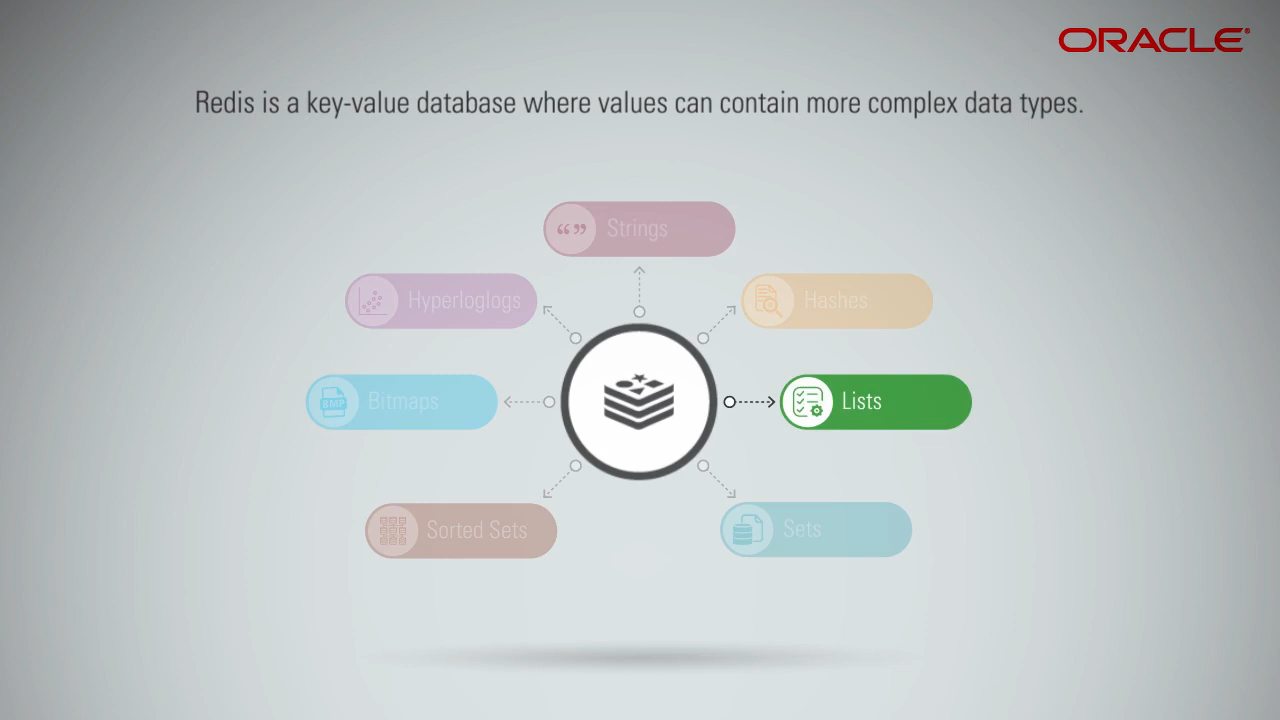 ORACLE®
Redis is a key-value database where values can contain more complex data types.
“ ” Strings
Hyperloglogs
Hashes
BMP Bitmaps
Lists
Sorted Sets
Sets